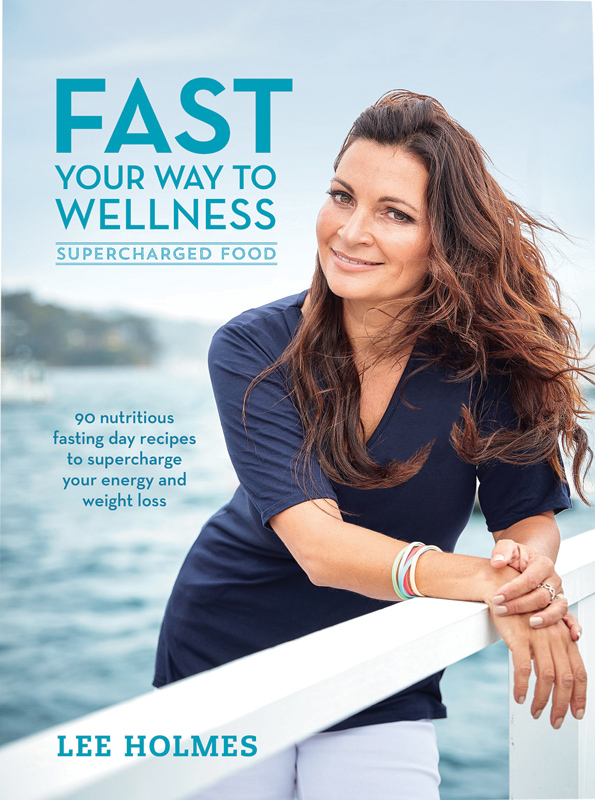 FAST
YOUR WAY TO
WELLNESS
SUPERCHARGED FOOD
90 nutritious
fasting day recipes
to supercharge
your energy and
weight loss
LEE HOLMES